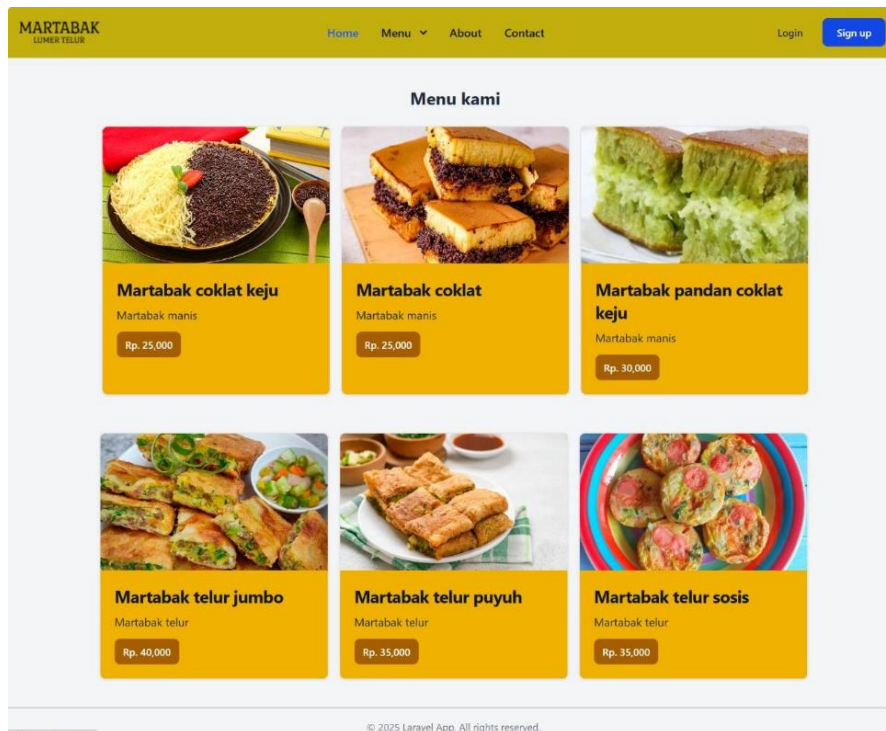 MARTABAK
LUMER TELUR
Home Menu About Contact Login Sign up
Menu kami
Martabak coklat keju
Martabak manis
Rp. 25,000
Martabak coklat
Martabak manis
Rp. 25,000
Martabak pandan coklat
keju
Martabak manis
Rp. 30,000
Martabak telur jumbo
Martabak telur
Rp. 40,000
Martabak telur puyuh
Martabak telur
Rp. 35,000
Martabak telur sosis
Martabak telur
Rp. 35,000
© 2025 Laravel App. All rights reserved.